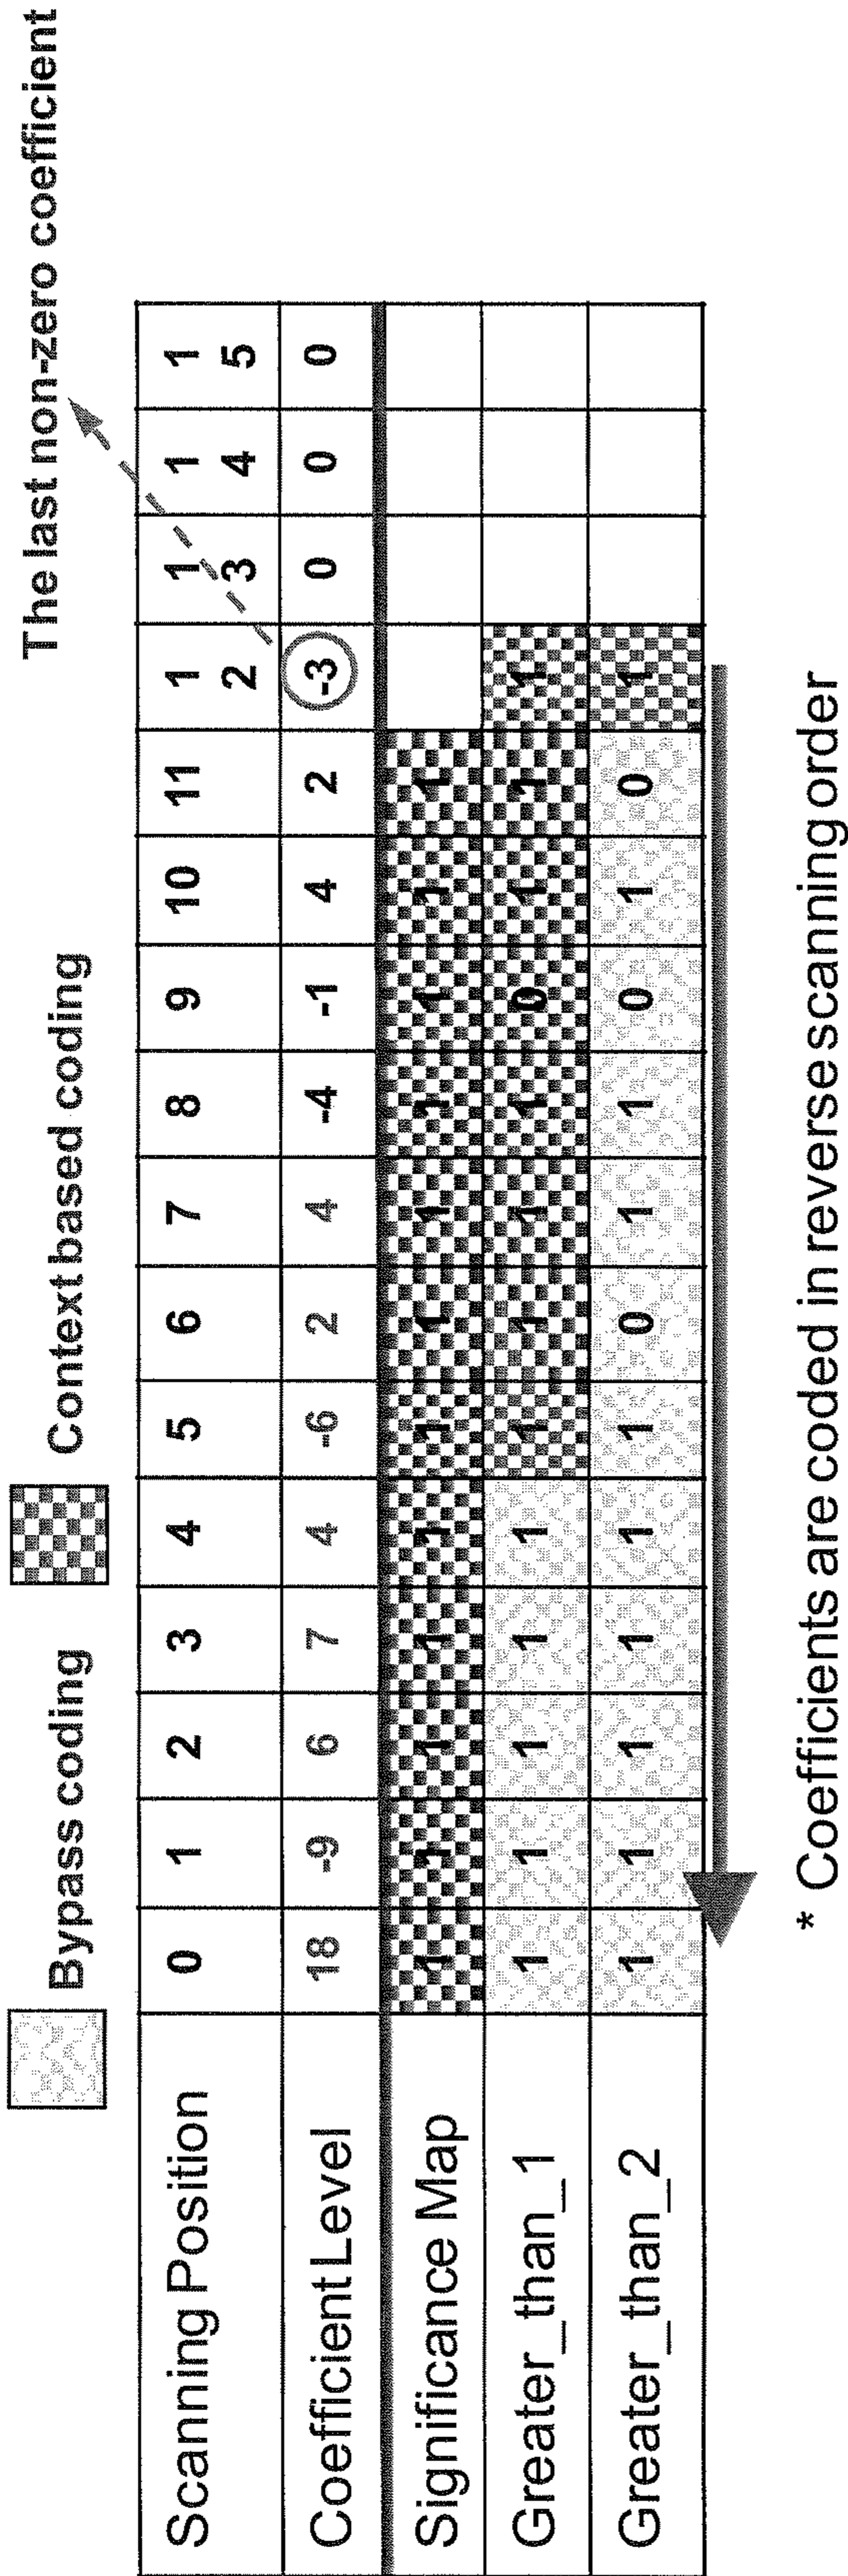 The last non-zero coefficient
Bypass coding
Context based coding
Scanning Position 0 1 2 3 4 5 6 7 8 9 10 11 12 13 14 15
Coefficient Level 18 -9 6 7 4 -6 2 4 -4 -1 4 2 -3 0 0 0
Significance Map 1 1 1 1 1 1 1 1 1 1 1 1
Greater_than_1 1 1 1 1 1 1 1 1 1 0 1 1 1
Greater_than_2 1 1 1 1 1 1 0 1 1 0 1 0 1
* Coefficients are coded in reverse scanning order